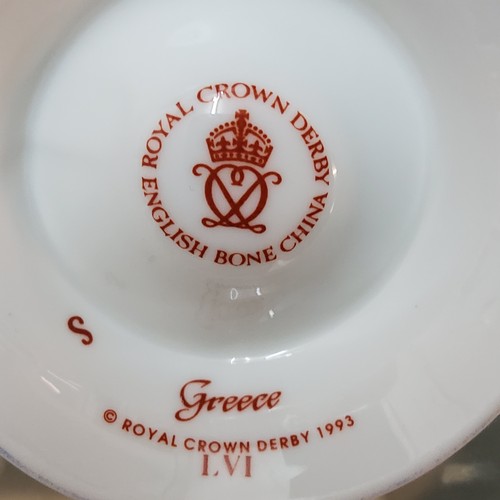 ROYAL CROWN DERBY
ENGLISH BONE CHINA
S
Greece
© ROYAL CROWN DERBY 1993
LVI